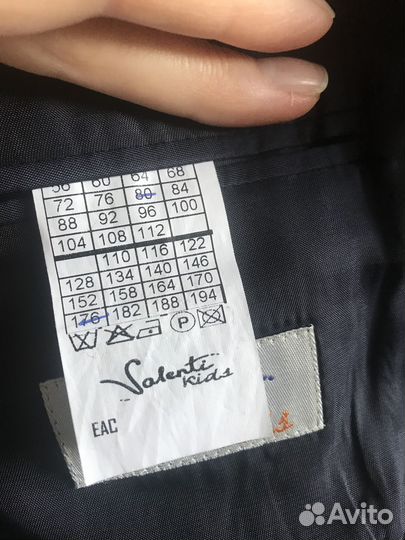 56 60 64 68
72 76 80 84
88 92 96 100
104 108 112
110 116 122
128 134 140 146
152 158 164 170
176 182 188 194
P
Valenti
Kids
EAC
Avito